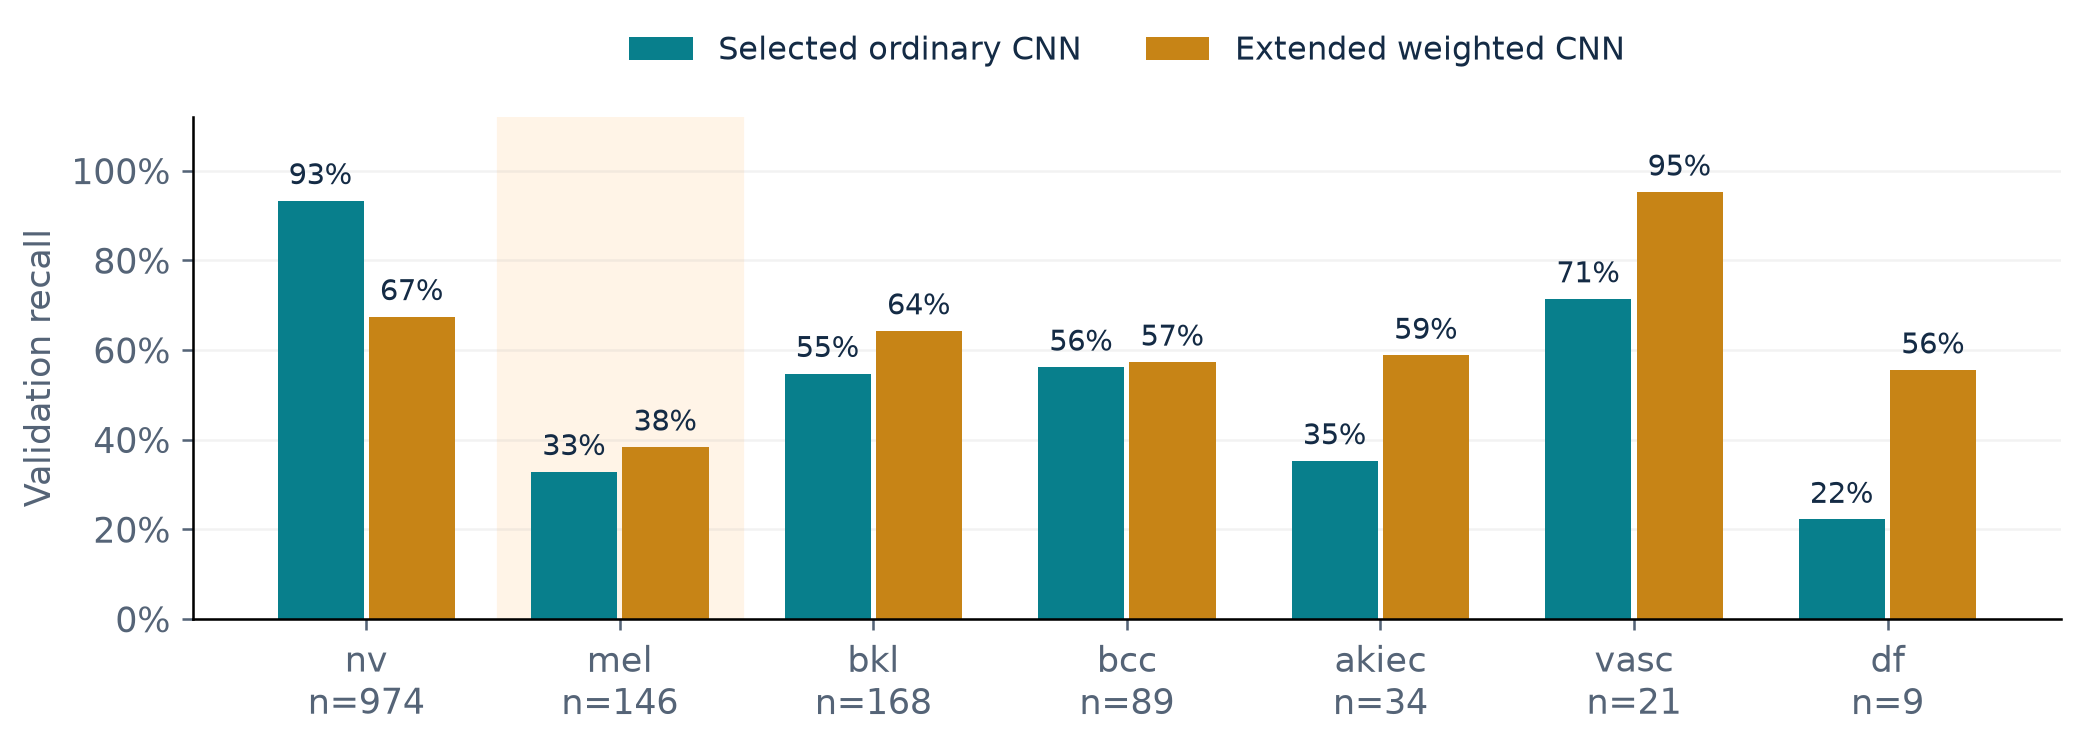 Selected ordinary CNN
Extended weighted CNN
Validation recall
100%
80%
60%
40%
20%
0%
93%
67%
33%
38%
55%
64%
56%
57%
35%
59%
71%
95%
22%
56%
nv
n=974
mel
n=146
bkl
n=168
bcc
n=89
akiec
n=34
vasc
n=21
df
n=9